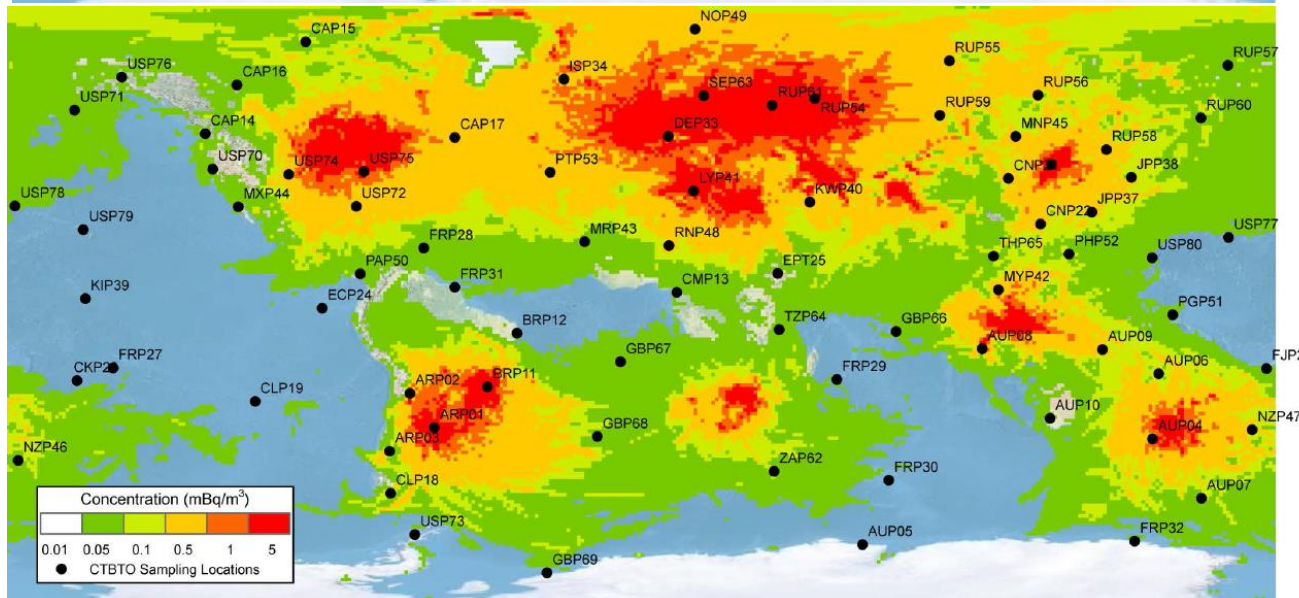 NOP49
CAP15
RUP55
RUP57
USP76
CAP16
ISP34
SEP63
RUP61
RUP54
RUP56
USP71
RUP59
RUP60
CAP14
CAP17
DEP33
MNP45
RUP58
USP70
USP74
USP75
PTP53
JPP38
USP78
MXP44
USP72
LYP41
KWP40
JPP37
USP79
CNP22
FRP28
MRP43
RNP48
THP65
PHP52
USP80
USP77
PAP50
FRP31
CMP13
EPT25
KIP39
ECP24
MYP42
BRP12
TZP64
GBP66
PGP51
AUP08
AUP09
GBP67
AUP06
FRP27
FRP29
CLP19
ARP02
BRP11
AUP10
ARP01
GBP68
AUP04
NZP47
NZP46
ARP03
ZAP62
FRP30
CLP18
AUP07
USP73
AUP05
FRP32
GBP69
Concentration (mBq/m³)
0.01 0.05 0.1 0.5 1 5
CTBTO Sampling Locations